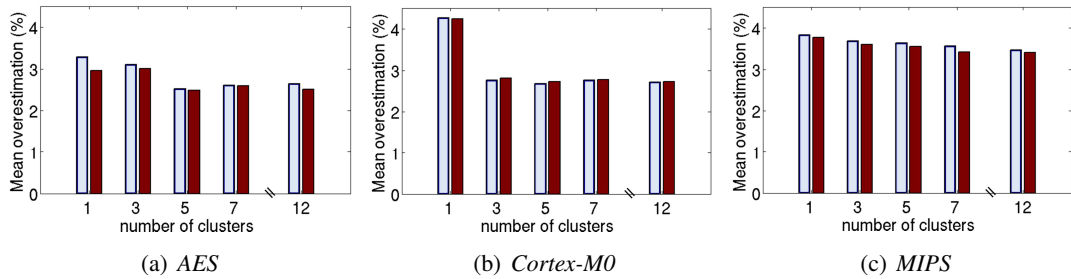 Mean overestimation (%)
4
3
2
1
0
1 3 5 7 12
number of clusters
(a) AES
Mean overestimation (%)
4
3
2
1
0
1 3 5 7 12
number of clusters
(b) Cortex-M0
Mean overestimation (%)
4
3
2
1
0
1 3 5 7 12
number of clusters
(c) MIPS